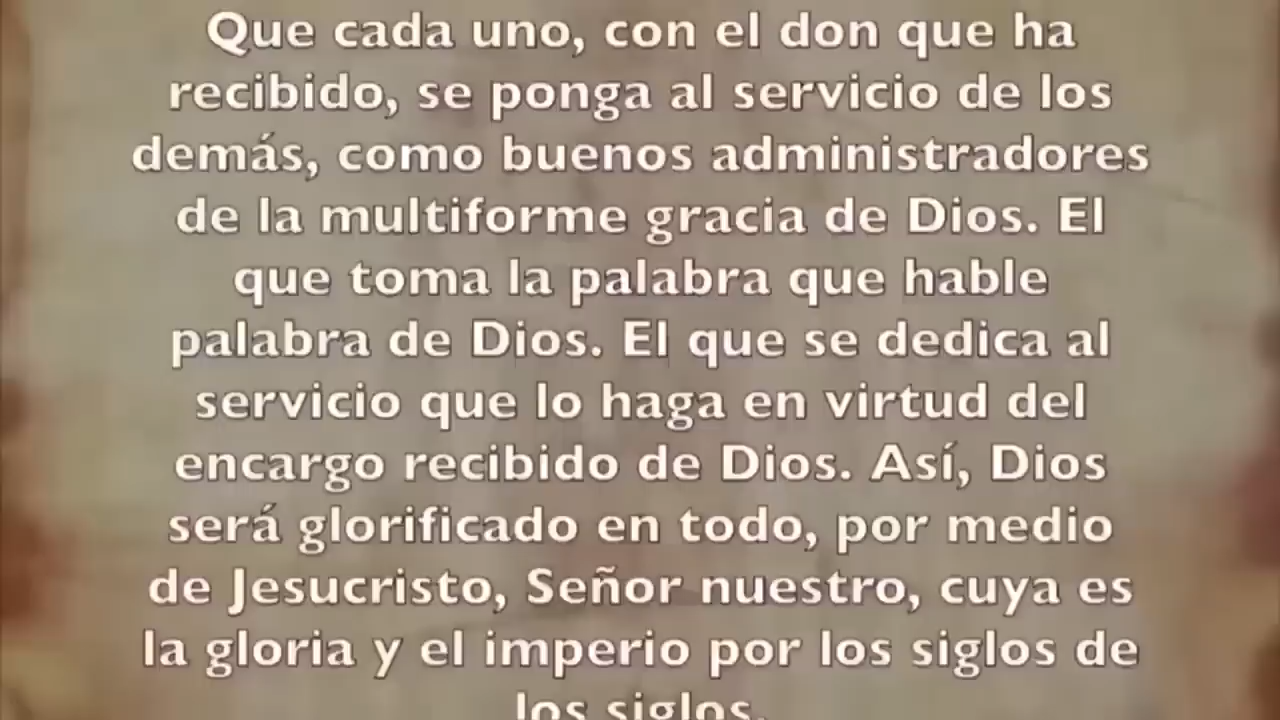 Que cada uno, con el don que ha
recibido, se ponga al servicio de los
demás, como buenos administradores
de la multiforme gracia de Dios. El
que toma la palabra que hable
palabra de Dios. El que se dedica al
servicio que lo haga en virtud del
encargo recibido de Dios. Así, Dios
será glorificado en todo, por medio
de Jesucristo, Señor nuestro, cuya es
la gloria y el imperio por los siglos de
los siglos.